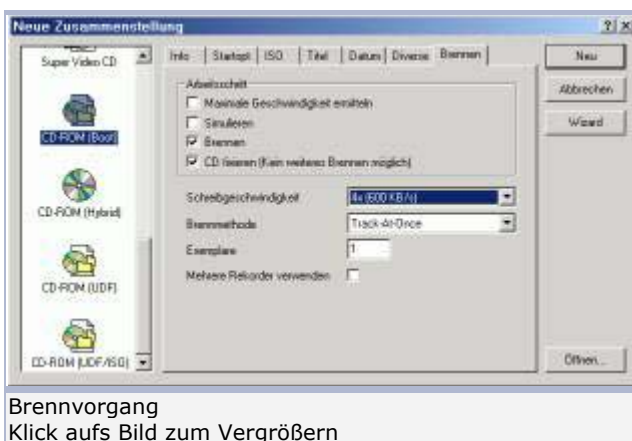 Neue Zusammenstellung
Super Video CD
CD-ROM (Boot)
CD-ROM (Hybrid)
CD-ROM (UDF)
CD-ROM (UDF/ISO)
Info
Startopt
ISO
Titel
Datum
Diverse
Brennen
Arbeitsschritt
Maximale Geschwindigkeit ermitteln
Simulieren
Brennen
CD fixieren (Kein weiteres Brennen möglich)
Schreibgeschwindigkeit
4x (600 KB/s)
Brennmethode
Track-At-Once
Exemplare
1
Mehrere Rekorder verwenden
Neu
Abbrechen
Wizard
Öffnen...
Brennvorgang
Klick aufs Bild zum Vergrößern